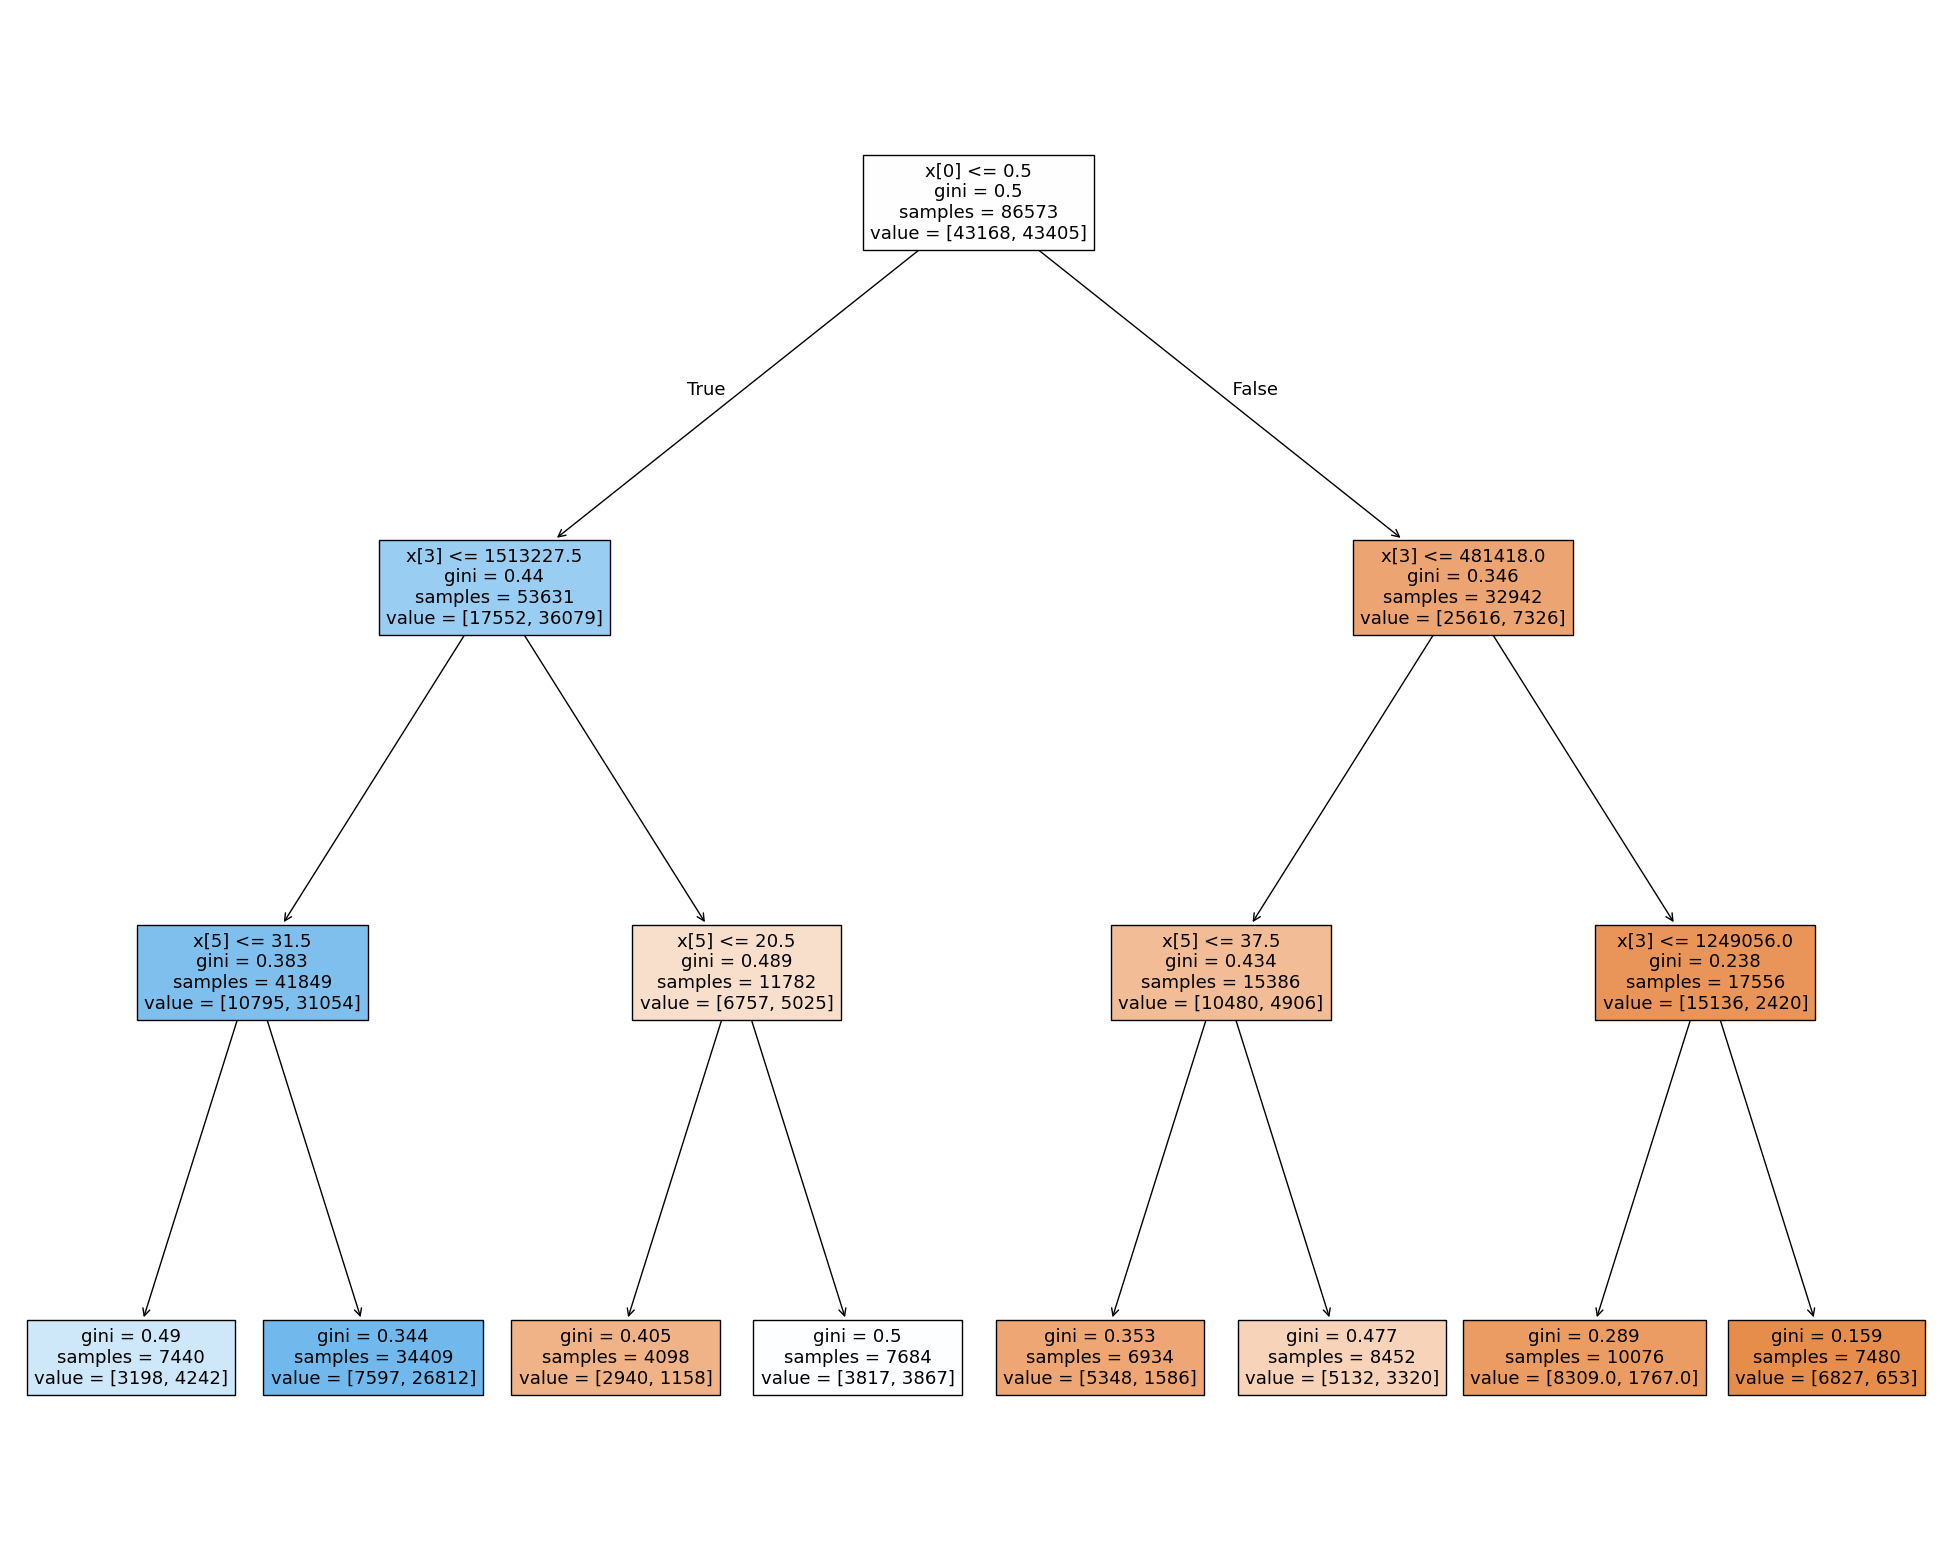 x[0] <= 0.5
gini = 0.5
samples = 86573
value = [43168, 43405]
True
False
x[3] <= 1513227.5
gini = 0.44
samples = 53631
value = [17552, 36079]
x[3] <= 481418.0
gini = 0.346
samples = 32942
value = [25616, 7326]
x[5] <= 31.5
gini = 0.383
samples = 41849
value = [10795, 31054]
x[5] <= 20.5
gini = 0.489
samples = 11782
value = [6757, 5025]
x[5] <= 37.5
gini = 0.434
samples = 15386
value = [10480, 4906]
x[3] <= 1249056.0
gini = 0.238
samples = 17556
value = [15136, 2420]
gini = 0.49
samples = 7440
value = [3198, 4242]
gini = 0.344
samples = 34409
value = [7597, 26812]
gini = 0.405
samples = 4098
value = [2940, 1158]
gini = 0.5
samples = 7684
value = [3817, 3867]
gini = 0.353
samples = 6934
value = [5348, 1586]
gini = 0.477
samples = 8452
value = [5132, 3320]
gini = 0.289
samples = 10076
value = [8309.0, 1767.0]
gini = 0.159
samples = 7480
value = [6827, 653]